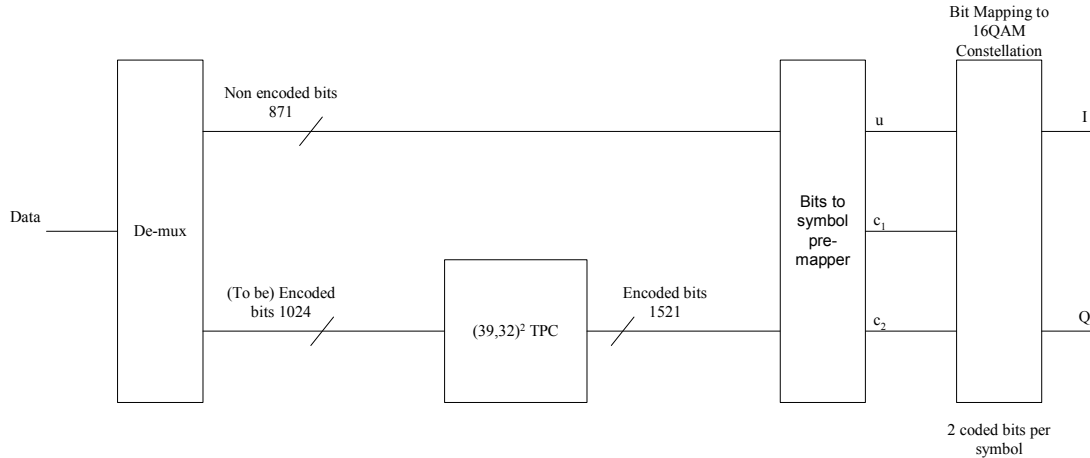 Bit Mapping to
16QAM
Constellation
Non encoded bits
871
u
I
Data
De-mux
Bits to
symbol
pre-
mapper
c1
(To be) Encoded
bits 1024
(39,32)2 TPC
Encoded bits
1521
c2
Q
2 coded bits per
symbol